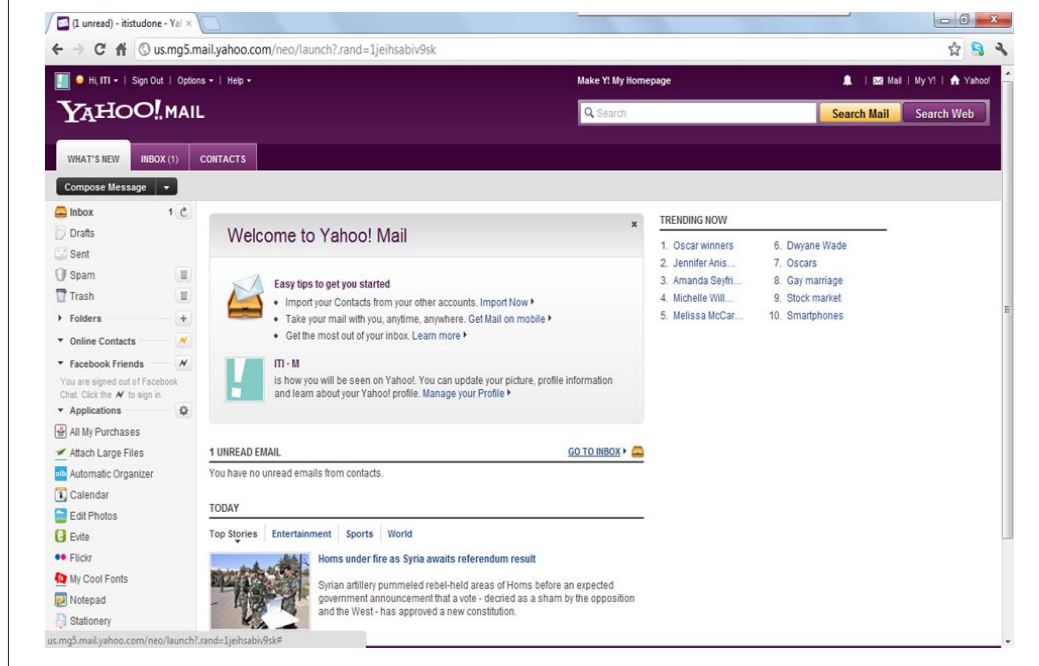 (1 unread) - itistudone - Yal ×
us.mg5.mail.yahoo.com/neo/launch?.rand=1jeihsabiv9sk
Hi, ITI | Sign Out | Options | Help
Make Y! My Homepage
Mail | My Y! | Yahoo!
YAHOO! MAIL
Search
Search Mail
Search Web
WHAT'S NEW
INBOX (1)
CONTACTS
Compose Message
Inbox 1
Drafts
Sent
Spam
Trash
Folders
Online Contacts
Facebook Friends
You are signed out of Facebook
Chat. Click the to sign in.
Applications
All My Purchases
Attach Large Files
Automatic Organizer
Calendar
Edit Photos
Evite
Flickr
My Cool Fonts
Notepad
Stationery
Welcome to Yahoo! Mail ×
Easy tips to get you started
• Import your Contacts from your other accounts. Import Now
• Take your mail with you, anytime, anywhere. Get Mail on mobile
• Get the most out of your inbox. Learn more
ITI - M
is how you will be seen on Yahoo!. You can update your picture, profile information
and learn about your Yahoo! profile. Manage your Profile
1 UNREAD EMAIL
GO TO INBOX
You have no unread emails from contacts.
TODAY
Top Stories | Entertainment | Sports | World
Homs under fire as Syria awaits referendum result
Syrian artillery pummeled rebel-held areas of Homs before an expected
government announcement that a vote - decried as a sham by the opposition
and the West - has approved a new constitution.
TRENDING NOW
1. Oscar winners
2. Jennifer Anis...
3. Amanda Seyfri...
4. Michelle Will...
5. Melissa McCar...
6. Dwyane Wade
7. Oscars
8. Gay marriage
9. Stock market
10. Smartphones
us.mg5.mail.yahoo.com/neo/launch?.rand=1jeihsabiv9sk#